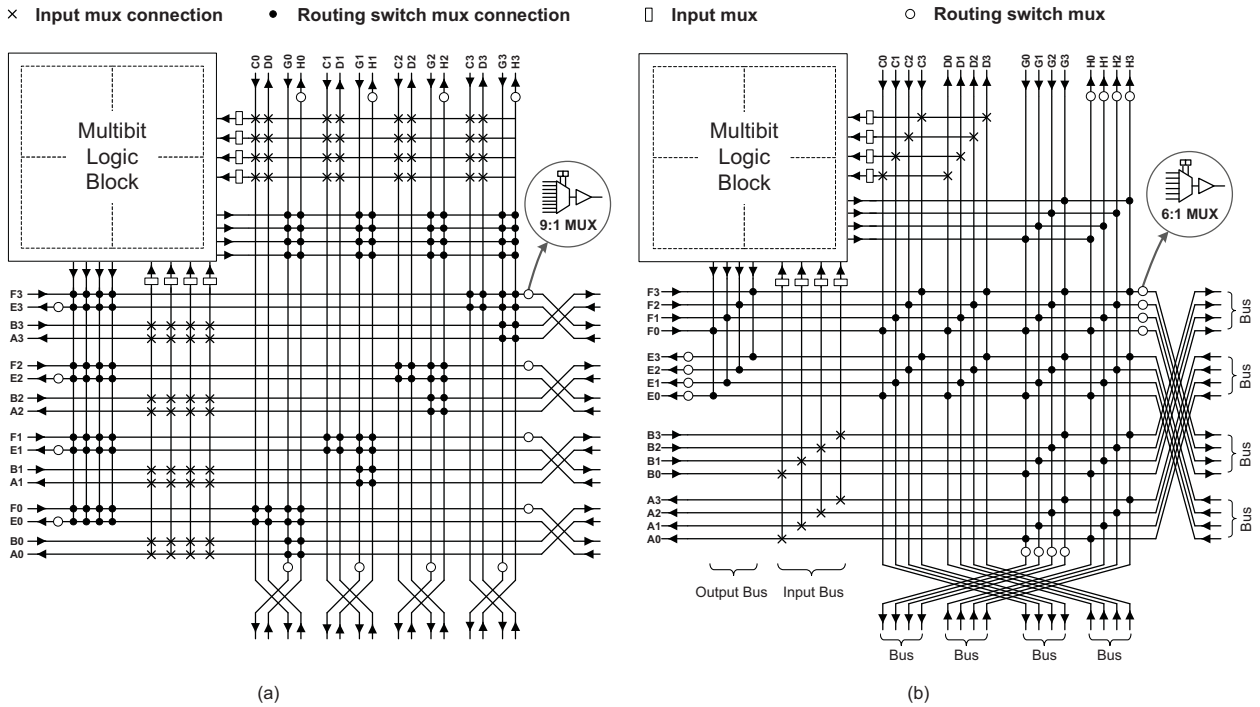 Input mux connection
Routing switch mux connection
Input mux
Routing switch mux
C0 D0 G0 H0 C1 D1 G1 H1 C2 D2 G2 H2 C3 D3 G3 H3
Multibit
Logic
Block
9:1 MUX
F3
E3
B3
A3
F2
E2
B2
A2
F1
E1
B1
A1
F0
E0
B0
A0
(a)
C0 C1 C2 C3 D0 D1 D2 D3 G0 G1 G2 G3 H0 H1 H2 H3
Multibit
Logic
Block
6:1 MUX
F3
F2
F1
F0
E3
E2
E1
E0
B3
B2
B1
B0
A3
A2
A1
A0
Bus
Bus
Bus
Bus
Output Bus
Input Bus
Bus
Bus
Bus
Bus
(b)